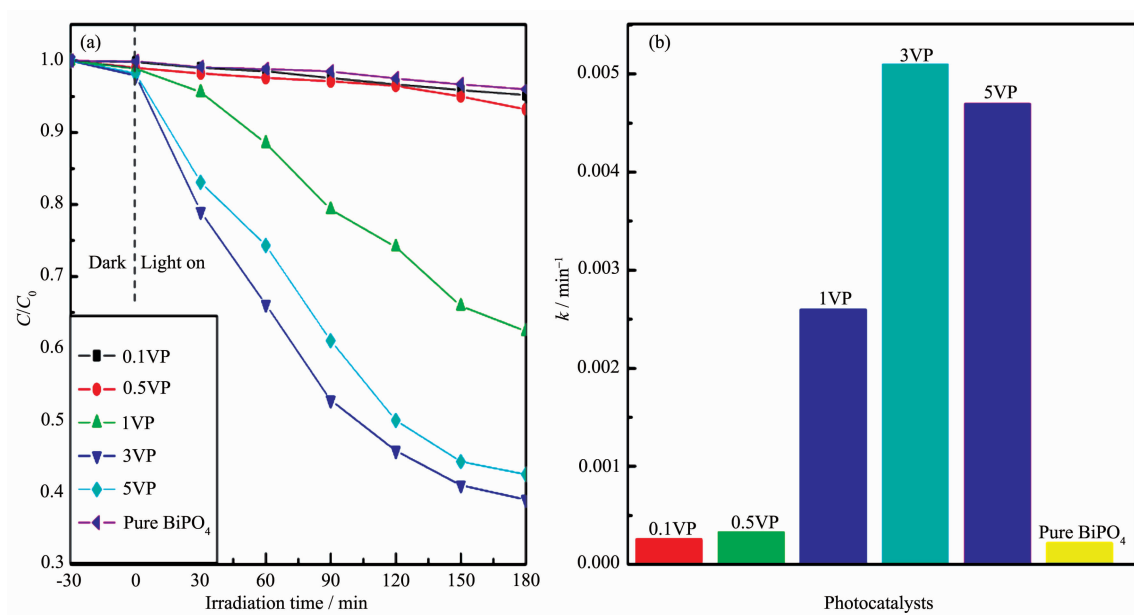 (a)
1.0
0.9
0.8
0.7
0.6
0.5
0.4
0.3
C/C₀
Dark
Light on
0.1VP
0.5VP
1VP
3VP
5VP
Pure BiPO₄
-30
0
30
60
90
120
150
180
Irradiation time / min
(b)
0.005
0.004
0.003
0.002
0.001
0.000
k / min⁻¹
0.1VP
0.5VP
1VP
3VP
5VP
Pure BiPO₄
Photocatalysts